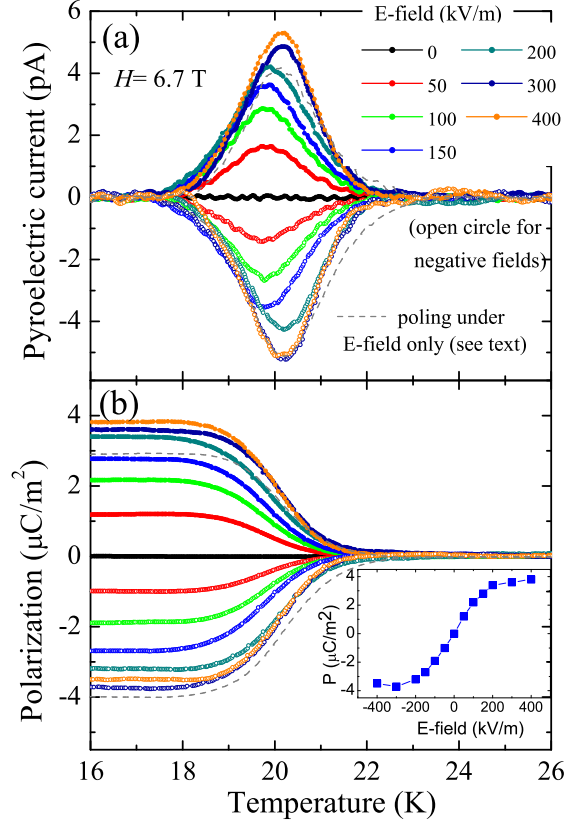 (a)
E-field (kV/m)
H= 6.7 T
0
200
50
300
100
400
150
(open circle for
negative fields)
poling under
E-field only (see text)
6
4
2
0
-2
-4
Pyroelectric current (pA)
(b)
4
2
0
-2
-4
Polarization (μC/m²)
4
2
0
-2
-4
P (μC/m2)
-400
-200
0
200
400
E-field (kV/m)
16
18
20
22
24
26
Temperature (K)